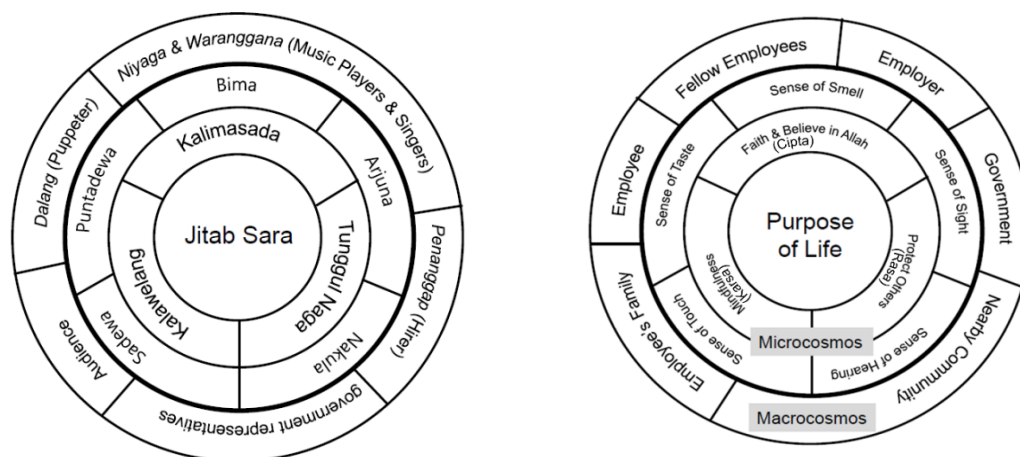 Niyaga & Waranggana (Music Players & Singers)
Dalang (Puppeter)
Penanggap (Hirer)
government representatives
Audience
Bima
Puntadewa
Arjuna
Nakula
Sadewa
Kalimasada
Tunggul Naga
Kalawelang
Jitab Sara
Fellow Employees
Employer
Government
Nearby Community
Employee's Family
Employee
Sense of Smell
Sense of Sight
Sense of Hearing
Sense of Touch
Sense of Taste
Faith & Believe in Allah
(Cipta)
Protect Others
(Rasa)
Mindfulness
(Karsa)
Purpose
of Life
Microcosmos
Macrocosmos